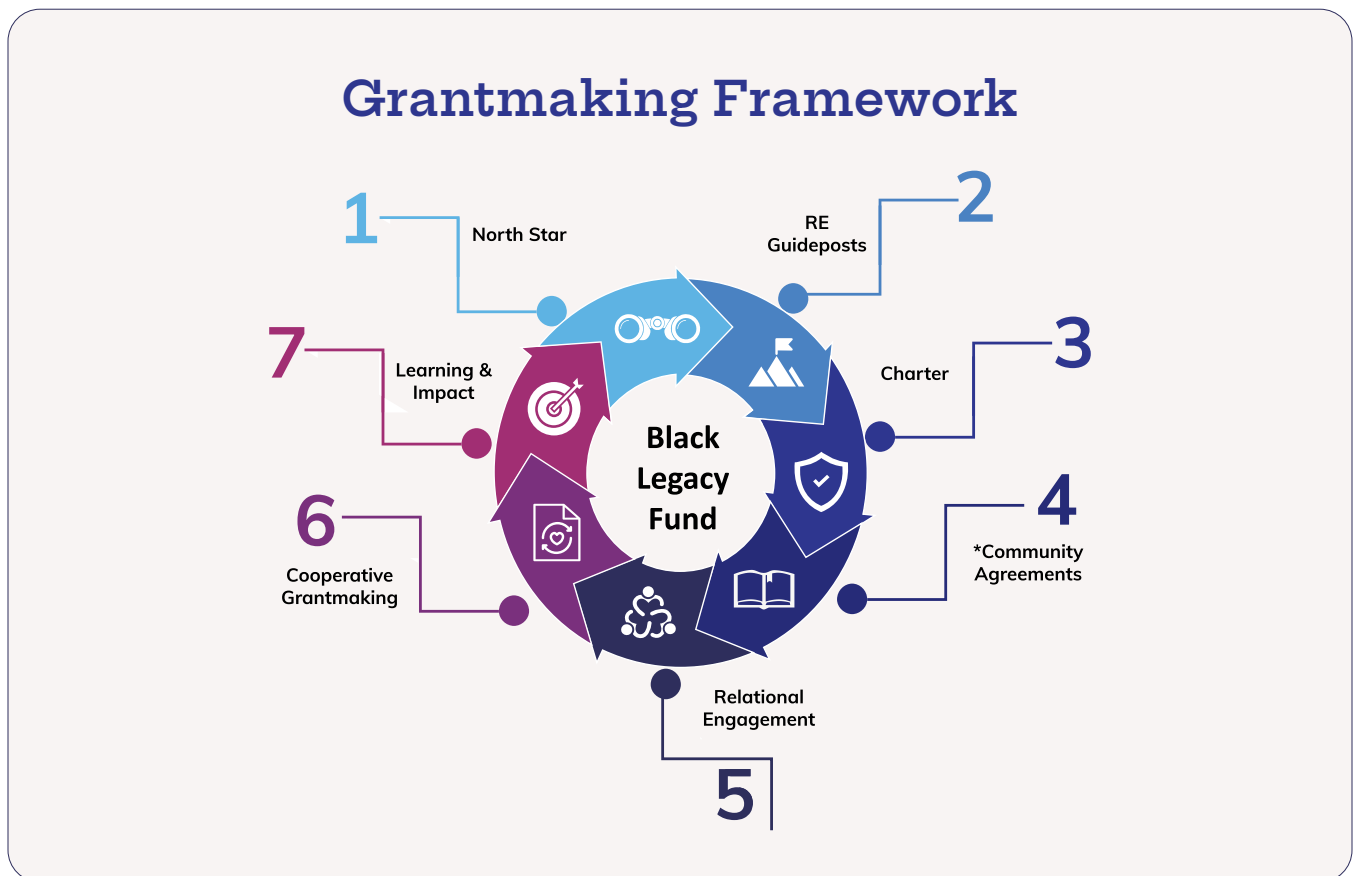 Grantmaking Framework
1
North Star
2
RE
Guideposts
3
Charter
4
*Community
Agreements
5
Relational
Engagement
6
Cooperative
Grantmaking
7
Learning &
Impact
Black
Legacy
Fund